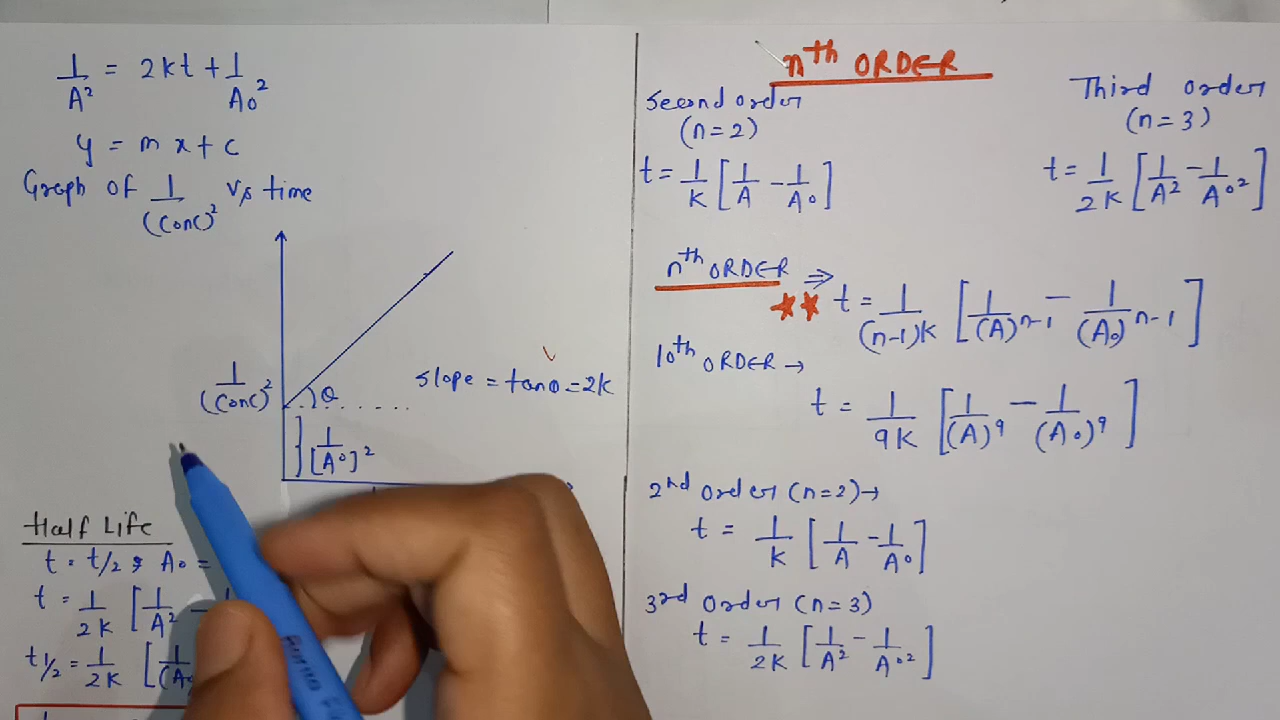 1/A² = 2kt + 1/A₀²
y = m x + c
Graph of 1/(Conc)² v/s time
1/(Conc)²
θ
slope = tanθ = 2k
1/[A⁰]²
Half Life
t = t/2 & A₀ =
t = 1/2K [1/A² –
t1/2 = 1/2K [1/(A₀
nth ORDER
Second order
(n=2)
t = 1/K [1/A – 1/A⁰]
Third order
(n=3)
t = 1/2K [1/A² – 1/A⁰²]
nth ORDER ⇒ t = 1/(n-1)K [1/(A)ⁿ⁻¹ – 1/(A₀)ⁿ⁻¹]
10th ORDER →
t = 1/9K [1/(A)⁹ – 1/(A₀)⁹]
2nd order (n=2) →
t = 1/K [1/A – 1/A⁰]
3rd order (n=3)
t = 1/2K [1/A² – 1/A⁰²]